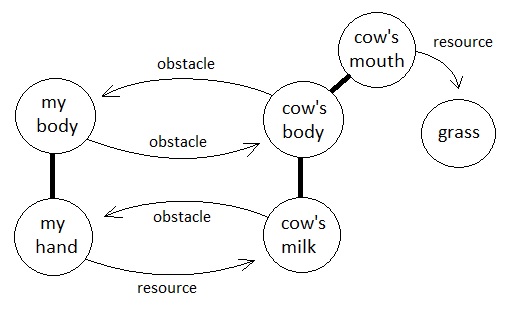 cow's
mouth
resource
obstacle
my
body
cow's
body
grass
obstacle
my
hand
obstacle
cow's
milk
resource